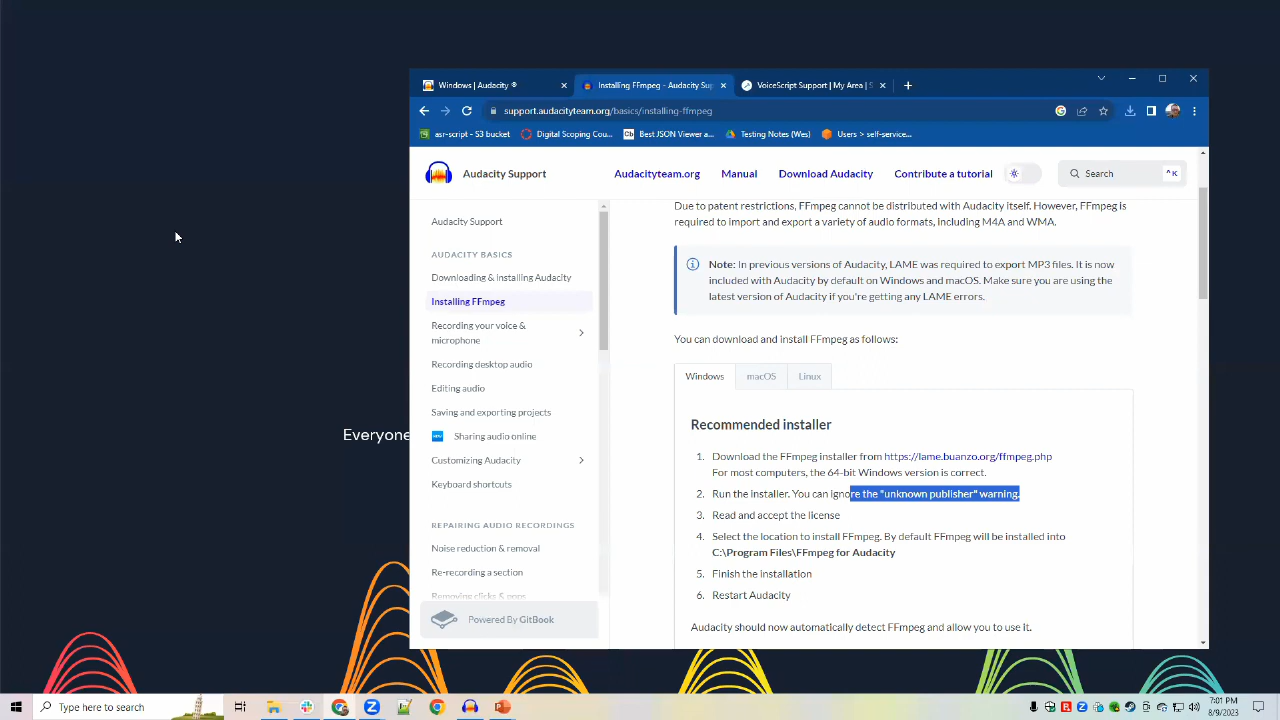 Windows | Audacity ®
Installing FFmpeg - Audacity Sup
VoiceScript Support | My Area | S
support.audacityteam.org/basics/installing-ffmpeg
asr-script - S3 bucket
Digital Scoping Cou...
Best JSON Viewer a...
Testing Notes (Wes)
Users > self-service...
Audacity Support
Audacityteam.org
Manual
Download Audacity
Contribute a tutorial
Search
^ K
Audacity Support
AUDACITY BASICS
Downloading & installing Audacity
Installing FFmpeg
Recording your voice &
microphone
Recording desktop audio
Editing audio
Saving and exporting projects
Sharing audio online
Customizing Audacity
Keyboard shortcuts
REPAIRING AUDIO RECORDINGS
Noise reduction & removal
Re-recording a section
Removing clicks & pops
Powered By GitBook
Due to patent restrictions, FFmpeg cannot be distributed with Audacity itself. However, FFmpeg is
required to import and export a variety of audio formats, including M4A and WMA.
Note: In previous versions of Audacity, LAME was required to export MP3 files. It is now
included with Audacity by default on Windows and macOS. Make sure you are using the
latest version of Audacity if you're getting any LAME errors.
You can download and install FFmpeg as follows:
Windows
macOS
Linux
Recommended installer
1. Download the FFmpeg installer from https://lame.buanzo.org/ffmpeg.php
For most computers, the 64-bit Windows version is correct.
2. Run the installer. You can ignore the "unknown publisher" warning.
3. Read and accept the license
4. Select the location to install FFmpeg. By default FFmpeg will be installed into
C:\Program Files\FFmpeg for Audacity
5. Finish the installation
6. Restart Audacity
Audacity should now automatically detect FFmpeg and allow you to use it.
Everyone
Type here to search
7:01 PM
8/9/2023